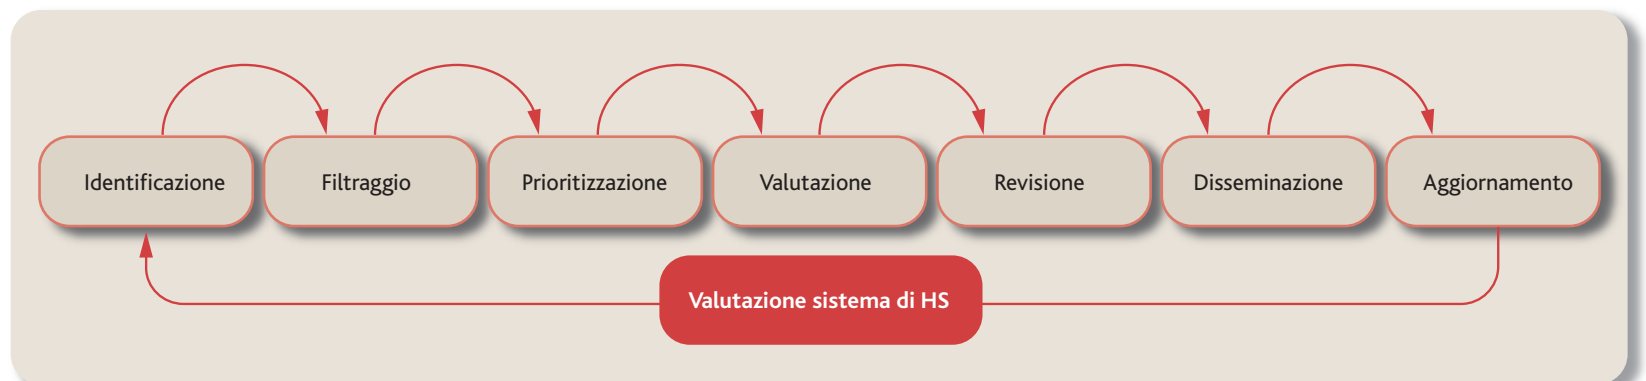 Identificazione
Filtraggio
Prioritizzazione
Valutazione
Revisione
Disseminazione
Aggiornamento
Valutazione sistema di HS